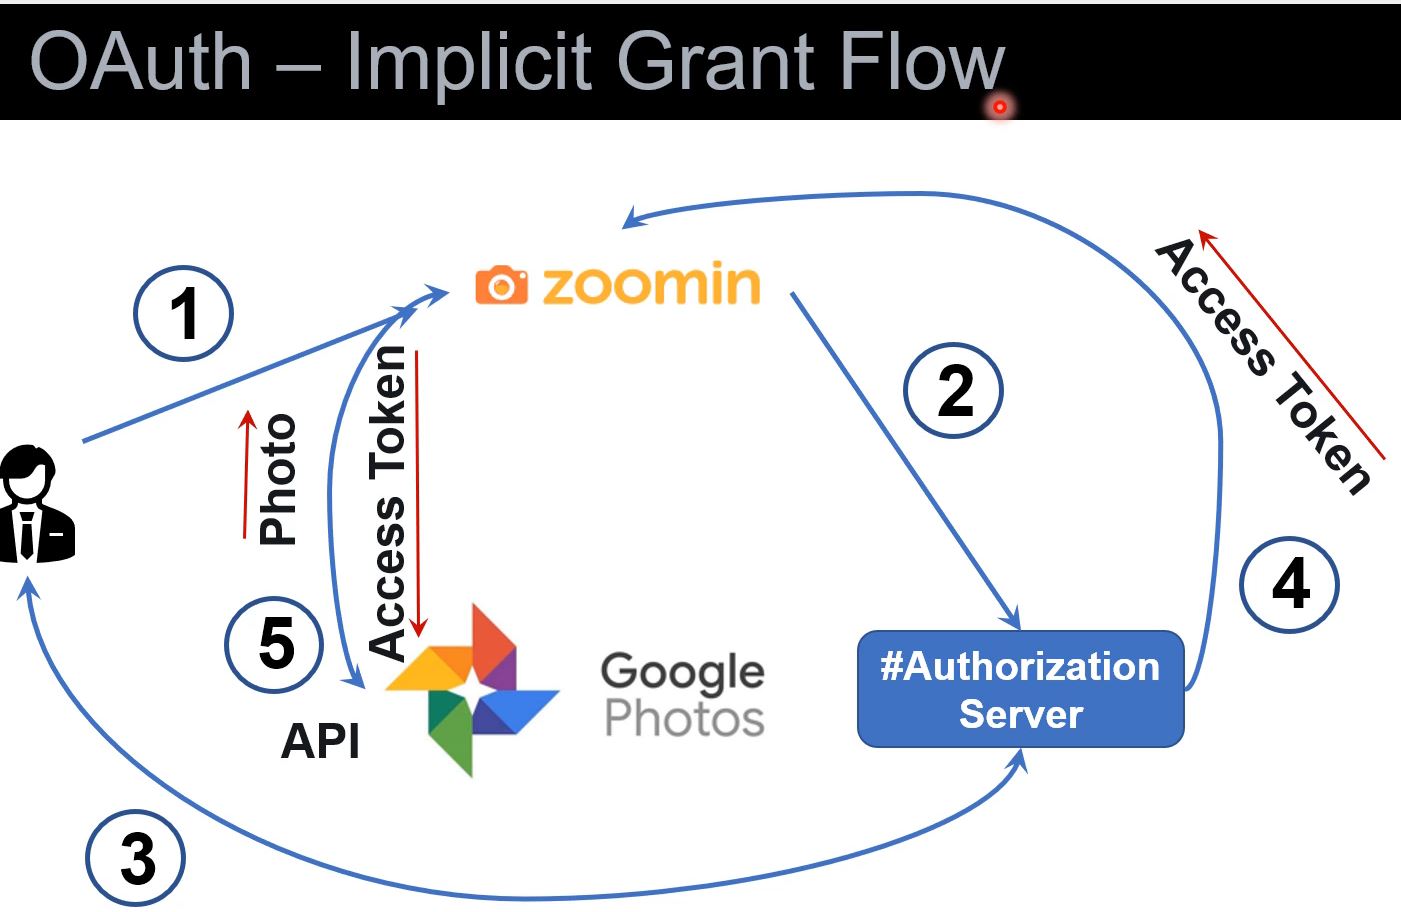 OAuth – Implicit Grant Flow
zoomin
1
2
Access Token
Photo
Access Token
4
5
Google
Photos
#Authorization
Server
API
3